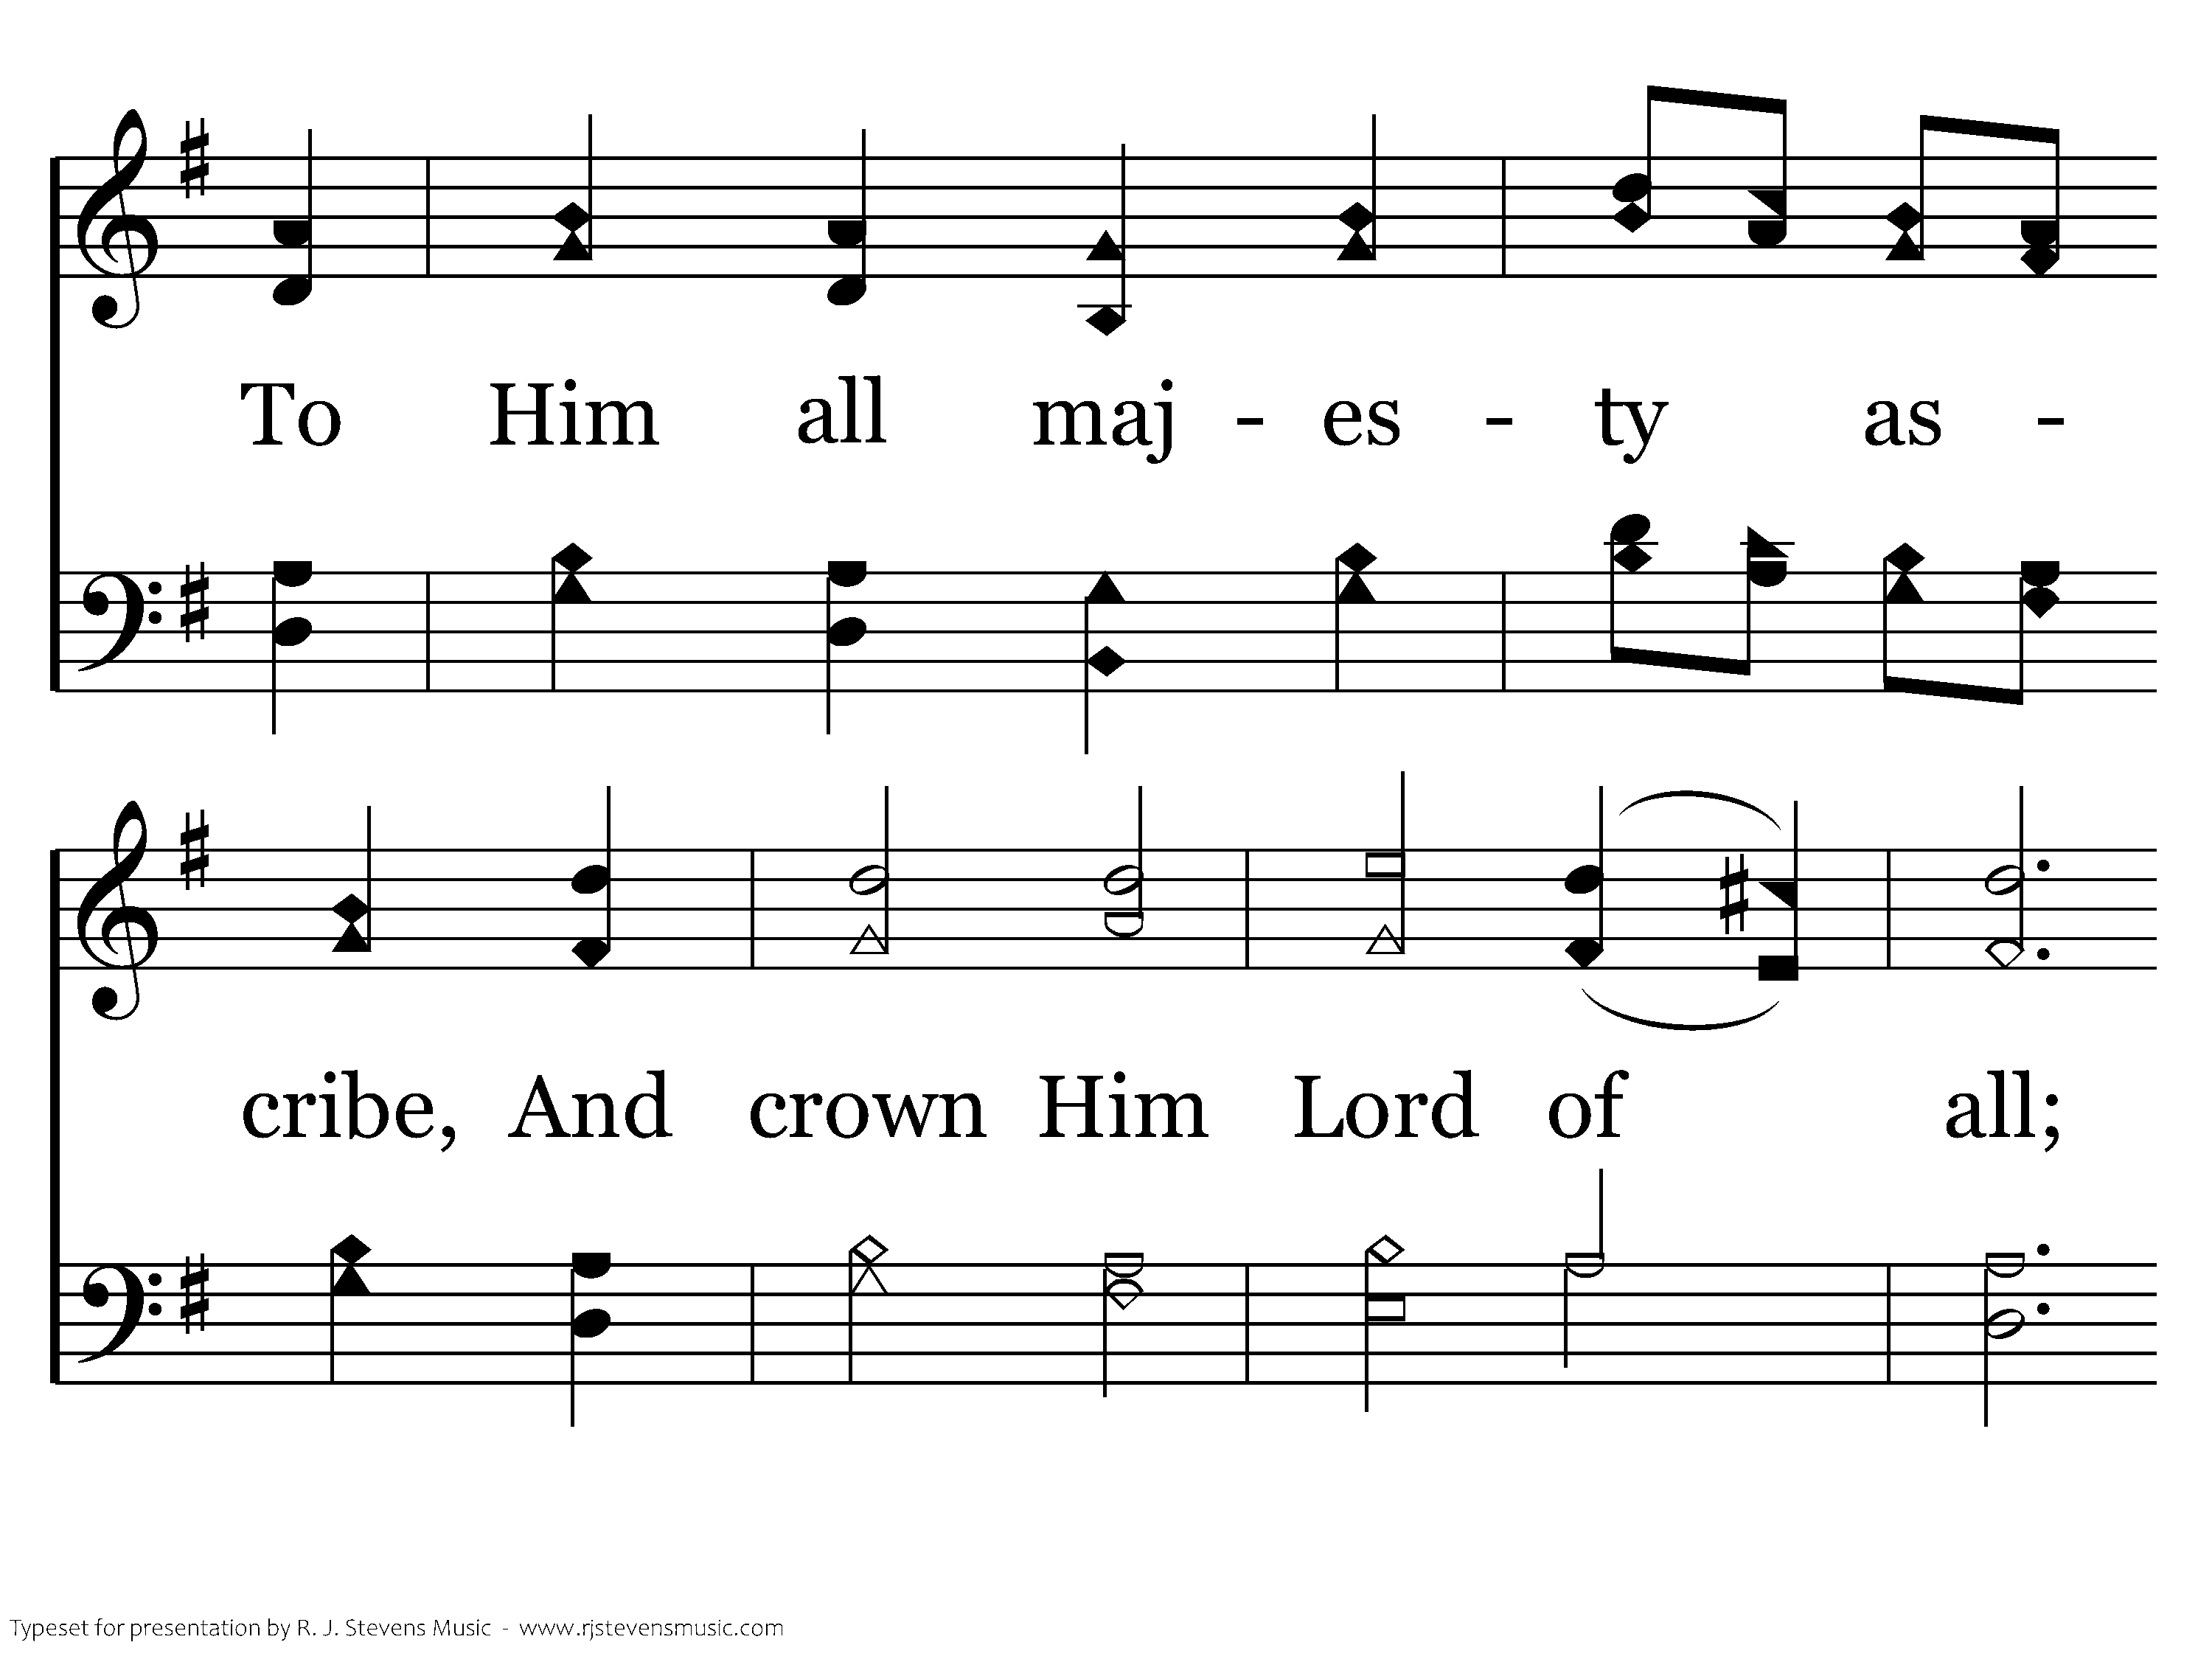 To Him all maj - es - ty as -
cribe, And crown Him Lord of all;
Typeset for presentation by R. J. Stevens Music - www.rjstevensmusic.com